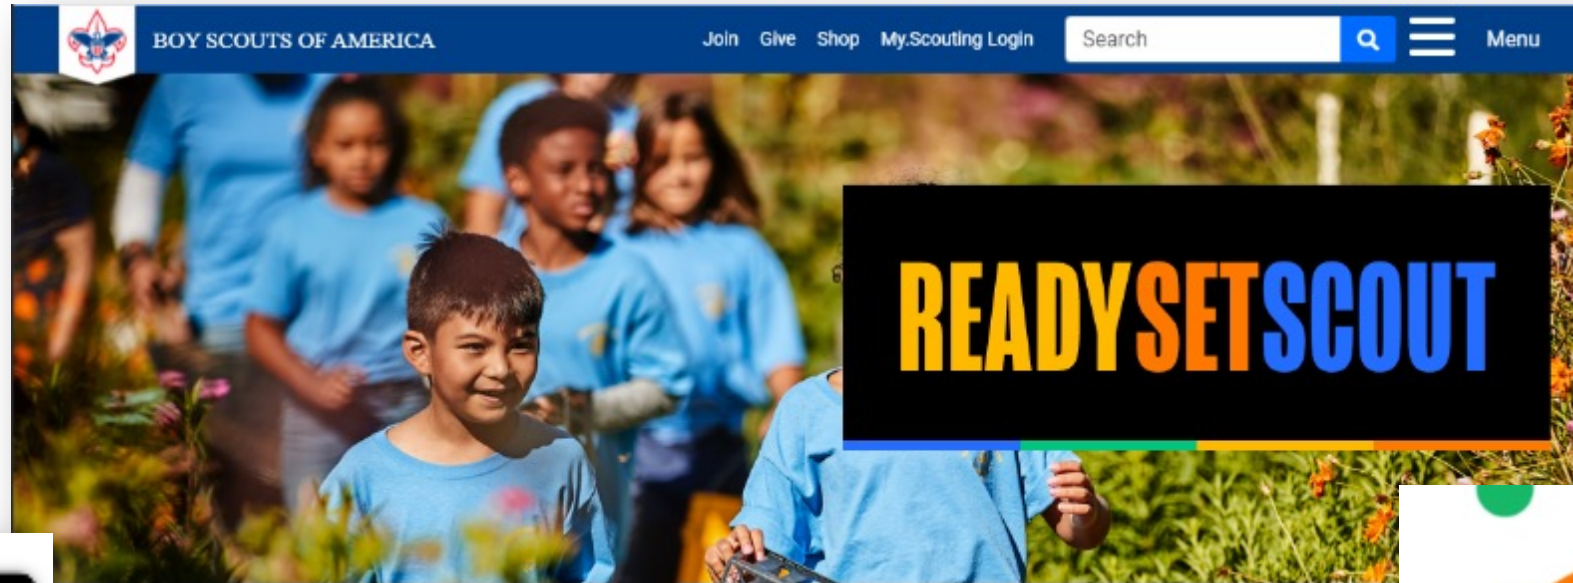 BOY SCOUTS OF AMERICA
Join Give Shop My.Scouting Login Search Menu
READYSETSCOUT